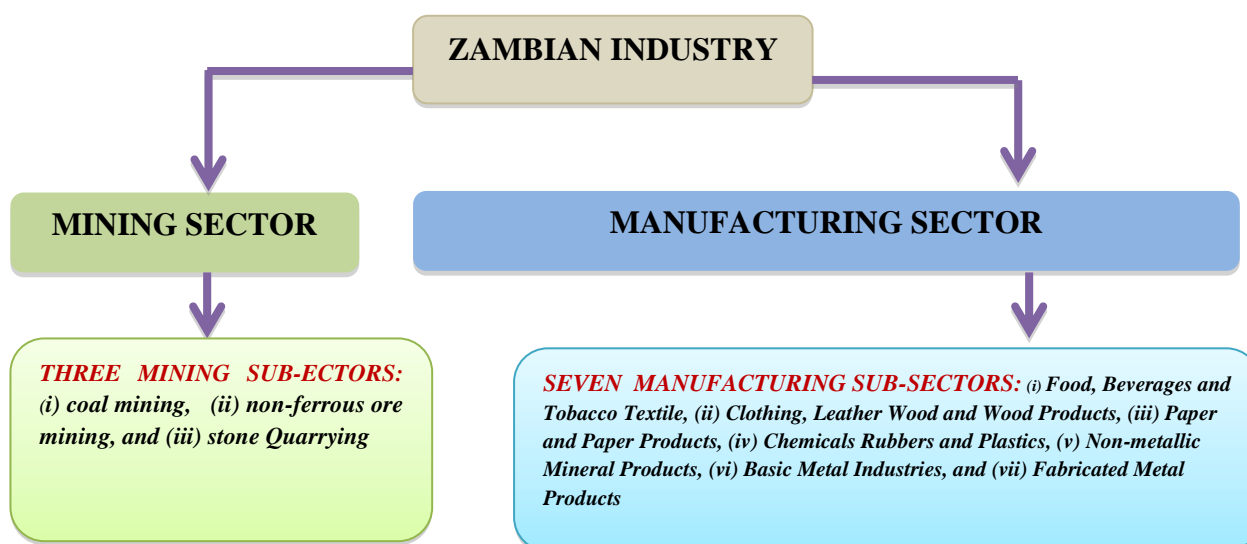 ZAMBIAN INDUSTRY
MINING SECTOR
MANUFACTURING SECTOR
THREE MINING SUB-ECTORS:
(i) coal mining, (ii) non-ferrous ore
mining, and (iii) stone Quarrying
SEVEN MANUFACTURING SUB-SECTORS: (i) Food, Beverages and
Tobacco Textile, (ii) Clothing, Leather Wood and Wood Products, (iii) Paper
and Paper Products, (iv) Chemicals Rubbers and Plastics, (v) Non-metallic
Mineral Products, (vi) Basic Metal Industries, and (vii) Fabricated Metal
Products